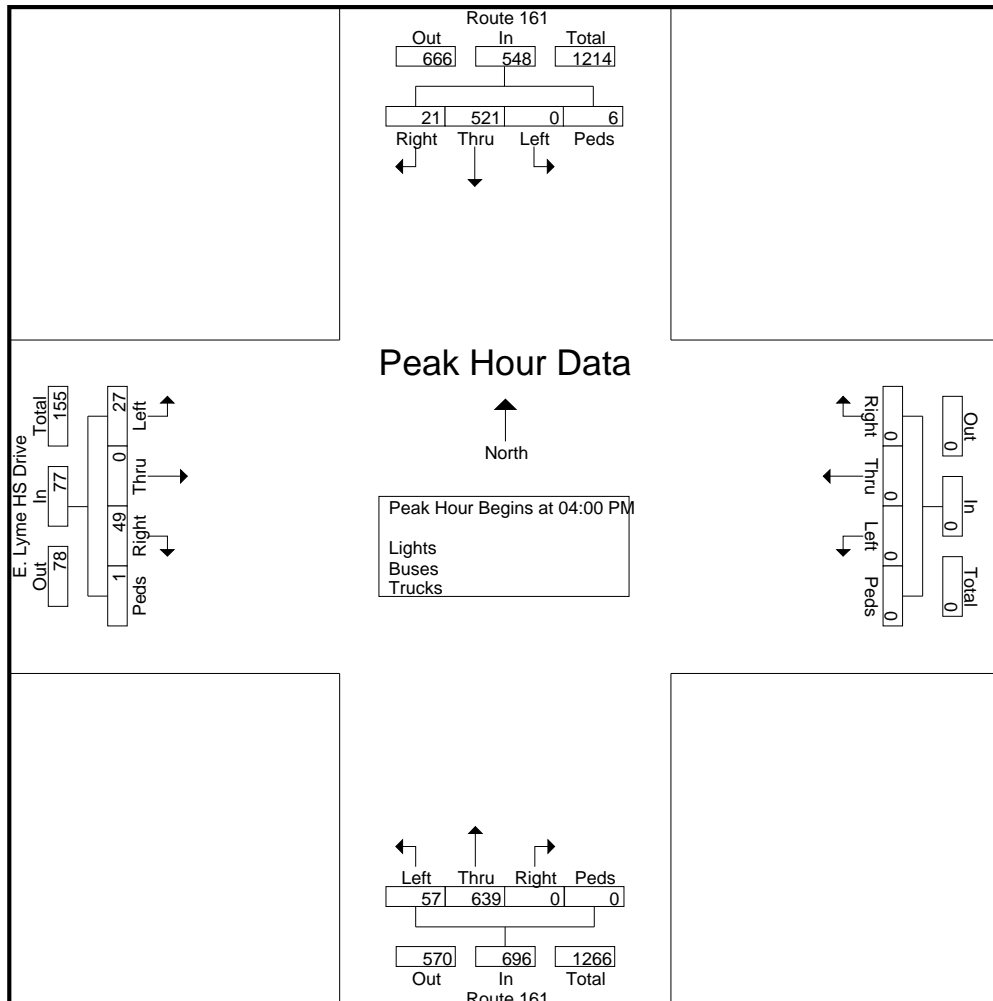 Route 161
Out In Total
666 548 1214
21 521 0 6
Right Thru Left Peds
Peak Hour Data
North
Peak Hour Begins at 04:00 PM
Lights
Buses
Trucks
E. Lyme HS Drive
Out In Total
78 77 155
27 0 49 1
Left Thru Right Peds
Right Thru Left Peds
0 0 0 0
Out In Total
0 0 0
Left Thru Right Peds
57 639 0 0
570 696 1266
Out In Total
Route 161